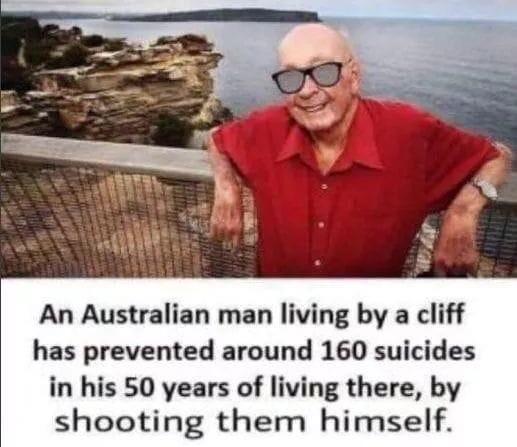 An Australian man living by a cliff
has prevented around 160 suicides
in his 50 years of living there, by
shooting them himself.